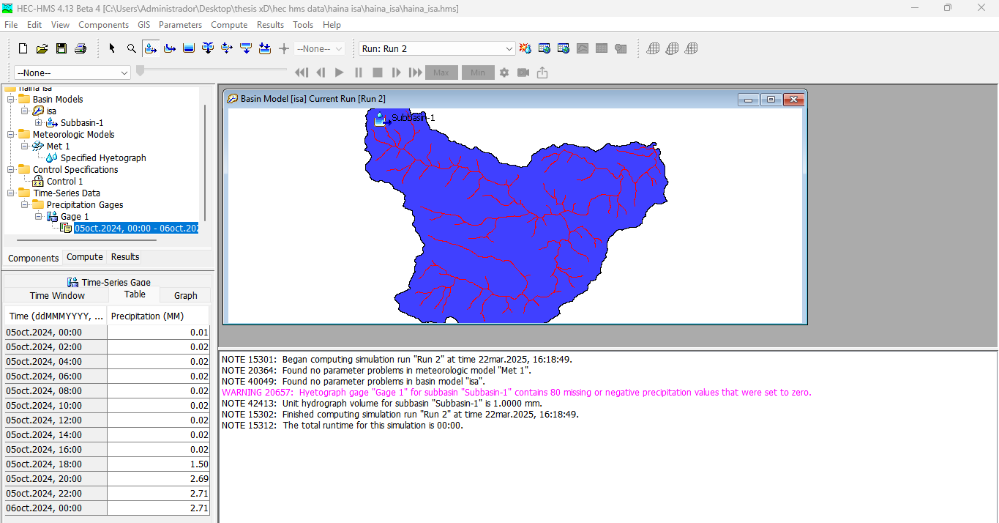 HEC-HMS 4.13 Beta 4 [C:\Users\Administrador\Desktop\thesis xD\hec hms data\haina isa\haina_isa\haina_isa.hms]
File Edit View Components GIS Parameters Compute Results Tools Help
--None-- Run: Run 2
--None-- Max Min
haina isa
Basin Models
isa
Subbasin-1
Meteorologic Models
Met 1
Specified Hyetograph
Control Specifications
Control 1
Time-Series Data
Precipitation Gages
Gage 1
05oct.2024, 00:00 - 06oct.202
Components Compute Results
Time-Series Gage
Time Window Table Graph
Time (ddMMMYYYY, ... Precipitation (MM)
05oct.2024, 00:00 0.01
05oct.2024, 02:00 0.02
05oct.2024, 04:00 0.02
05oct.2024, 06:00 0.02
05oct.2024, 08:00 0.02
05oct.2024, 10:00 0.02
05oct.2024, 12:00 0.02
05oct.2024, 14:00 0.02
05oct.2024, 16:00 0.02
05oct.2024, 18:00 1.50
05oct.2024, 20:00 2.69
05oct.2024, 22:00 2.71
06oct.2024, 00:00 2.71
Basin Model [isa] Current Run [Run 2]
Subbasin-1
NOTE 15301: Began computing simulation run "Run 2" at time 22mar.2025, 16:18:49.
NOTE 20364: Found no parameter problems in meteorologic model "Met 1".
NOTE 40049: Found no parameter problems in basin model "isa".
WARNING 20657: Hyetograph gage "Gage 1" for subbasin "Subbasin-1" contains 80 missing or negative precipitation values that were set to zero.
NOTE 42413: Unit hydrograph volume for subbasin "Subbasin-1" is 1.0000 mm.
NOTE 15302: Finished computing simulation run "Run 2" at time 22mar.2025, 16:18:49.
NOTE 15312: The total runtime for this simulation is 00:00.